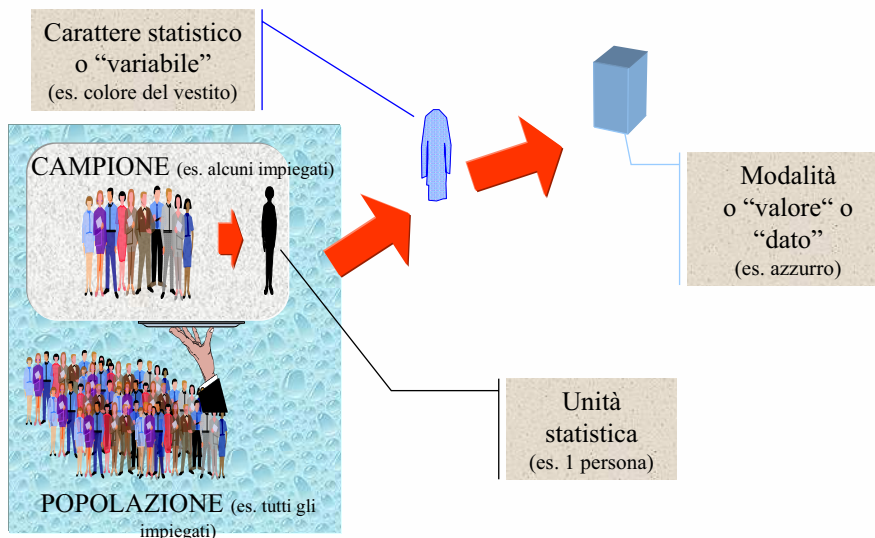 Carattere statistico
o “variabile”
(es. colore del vestito)
CAMPIONE (es. alcuni impiegati)
Modalità
o “valore“ o
“dato”
(es. azzurro)
Unità
statistica
(es. 1 persona)
POPOLAZIONE (es. tutti gli
impiegati)